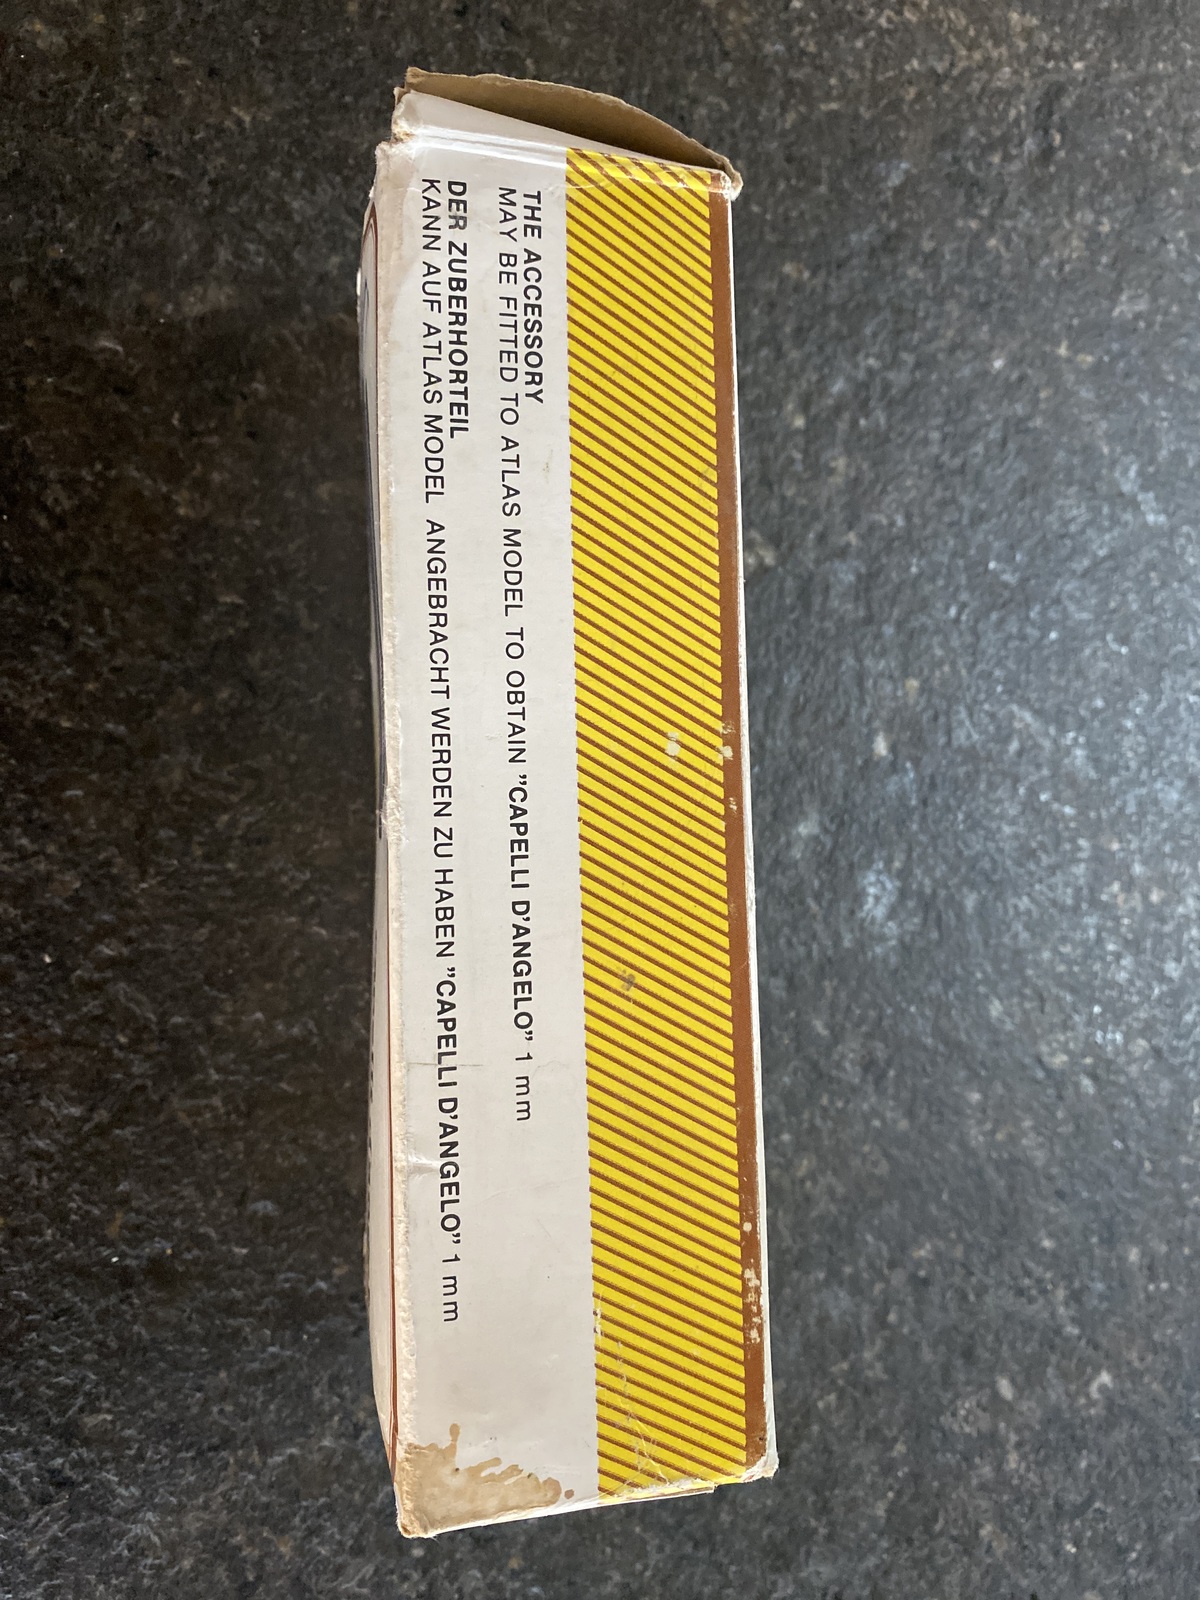 THE ACCESSORY
MAY BE FITTED TO ATLAS MODEL TO OBTAIN ”CAPELLI D’ANGELO” 1 mm
DER ZUBERHORTEIL
KANN AUF ATLAS MODEL ANGEBRACHT WERDEN ZU HABEN ”CAPELLI D’ANGELO” 1 mm